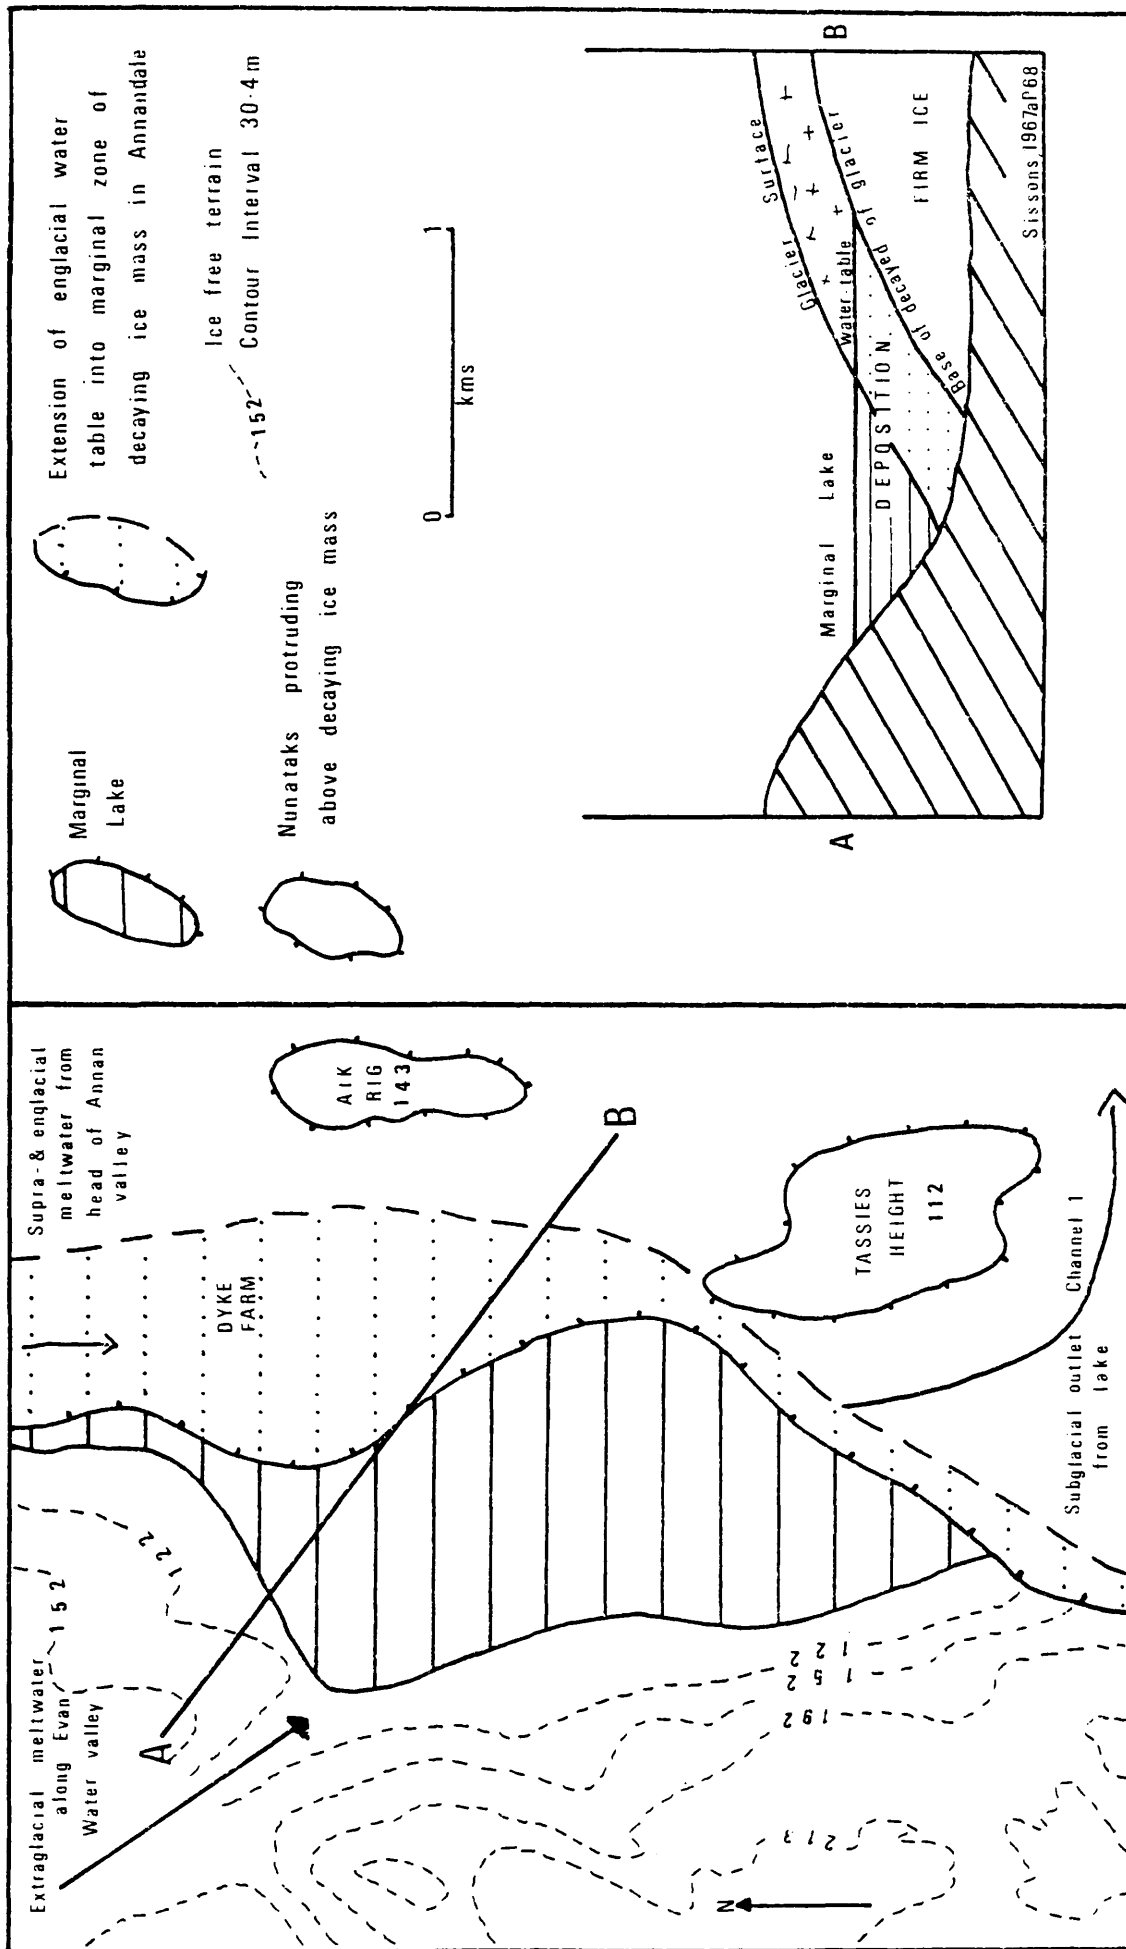 Extraglacial meltwater
along Evan
Water valley
152
122
A
Supra- & englacial
meltwater from
head of Annan
valley
DYKE
FARM
AIK
RIG
143
B
TASSIES
HEIGHT
112
122
152
192
213
N
Subglacial outlet Channel 1
from lake
Marginal
Lake
Extension of englacial water
table into marginal zone of
decaying ice mass in Annandale
Nunataks protruding
above decaying ice mass
152
Ice free terrain
Contour Interval 30·4m
0 1
kms
A
B
Marginal Lake
Glacier Surface
Water table
DEPOSITION
Base of decayed of glacier
FIRM ICE
Sissons, 1967a P68